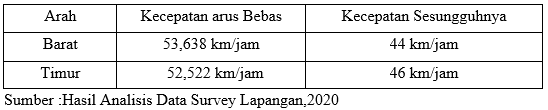 Arah Kecepatan arus Bebas Kecepatan Sesungguhnya
Barat 53,638 km/jam 44 km/jam
Timur 52,522 km/jam 46 km/jam
Sumber :Hasil Analisis Data Survey Lapangan,2020